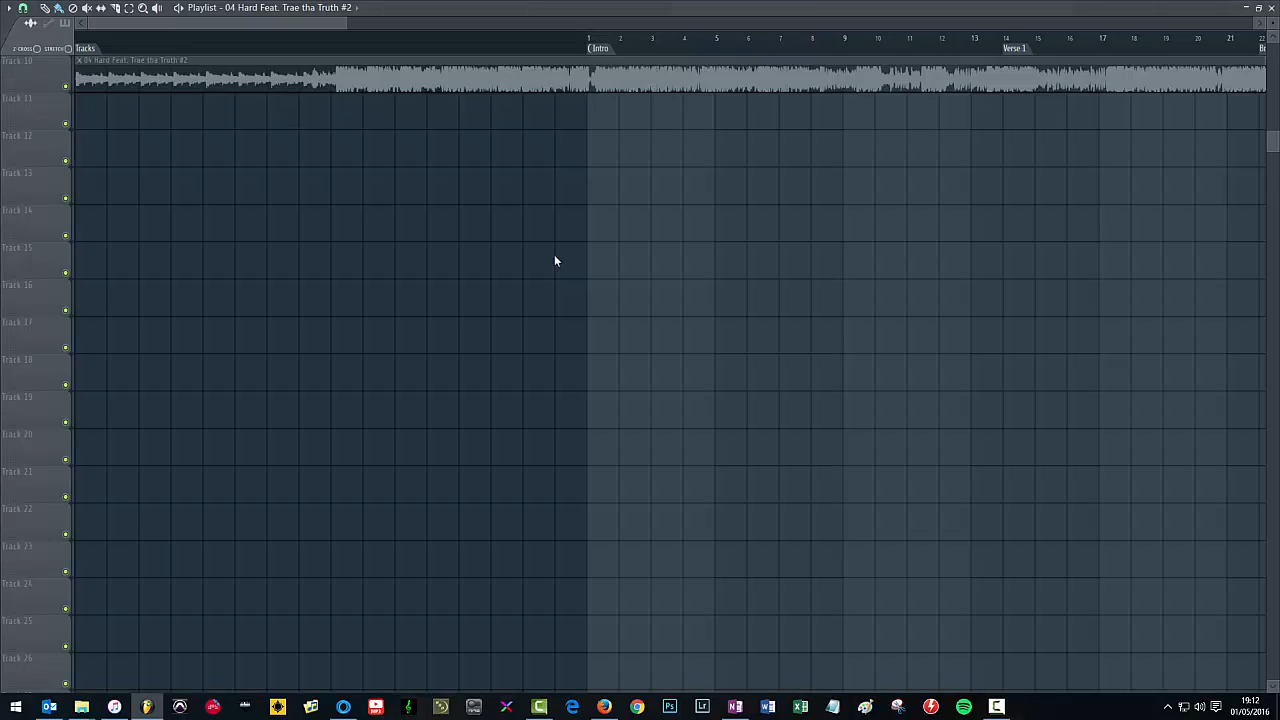 Playlist - 04 Hard Feat. Trae tha Truth #2
Z-CROSS STRETCH
Tracks
1 2 3 4 5 6 7 8 9 10 11 12 13 14 15 16 17 18 19 20 21 22
( Intro
Verse 1
Track 10
X 04 Hard Feat. Trae tha Truth #2
Track 11
Track 12
Track 13
Track 14
Track 15
Track 16
Track 17
Track 18
Track 19
Track 20
Track 21
Track 22
Track 23
Track 24
Track 25
Track 26
19:12
01/05/2016